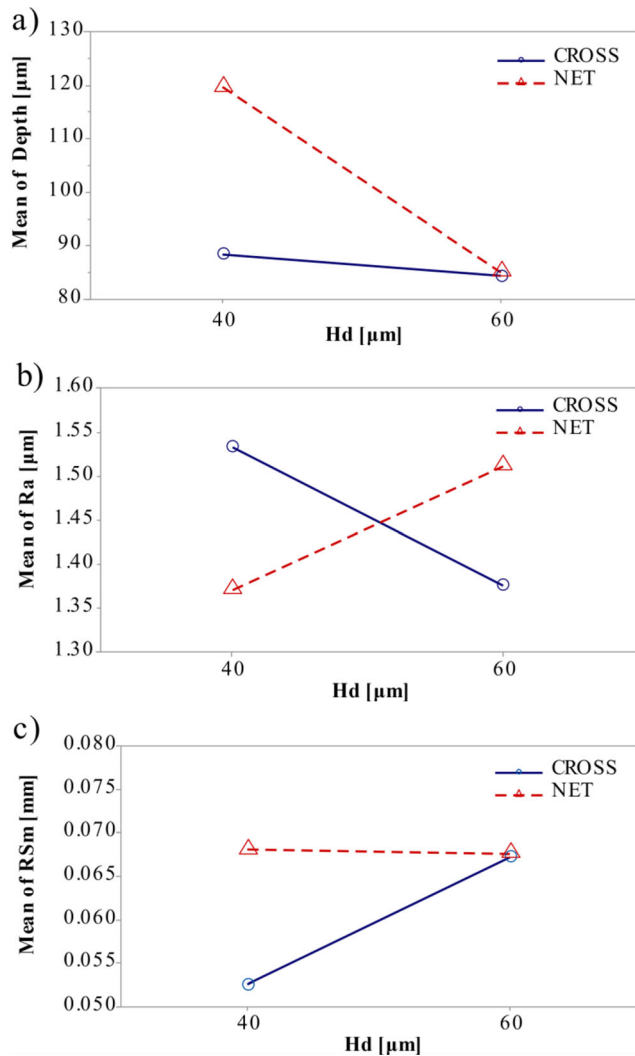 a)
130
120
110
100
90
80
Mean of Depth [µm]
CROSS
NET
40
60
Hd [µm]
b)
1.60
1.55
1.50
1.45
1.40
1.35
1.30
Mean of Ra [µm]
CROSS
NET
40
60
Hd [µm]
c)
0.080
0.075
0.070
0.065
0.060
0.055
0.050
Mean of RSm [mm]
CROSS
NET
40
60
Hd [µm]